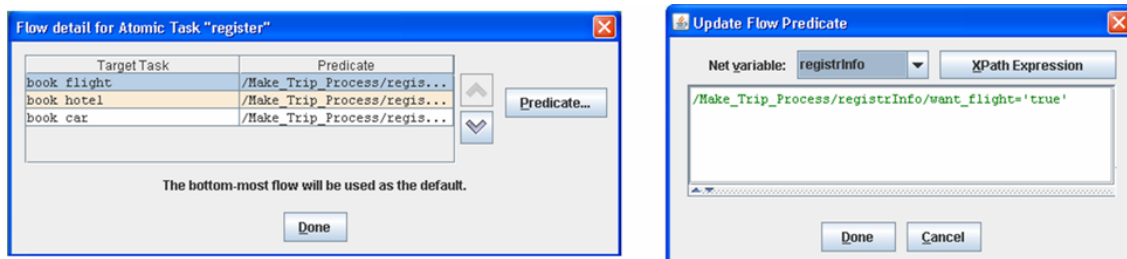 Flow detail for Atomic Task "register"
Target Task Predicate
book flight /Make_Trip_Process/regis...
book hotel /Make_Trip_Process/regis...
book car /Make_Trip_Process/regis...
Predicate...
The bottom-most flow will be used as the default.
Done
Update Flow Predicate
Net variable: registrInfo XPath Expression
/Make_Trip_Process/registrInfo/want_flight='true'
Done Cancel